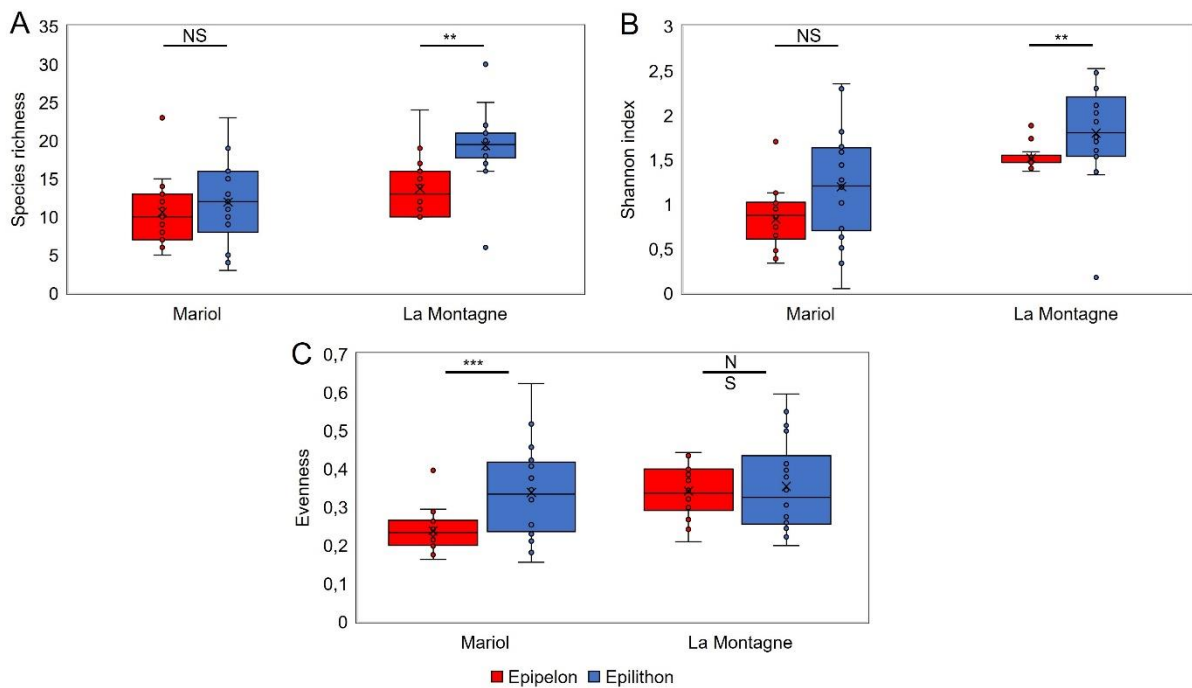 A
Species richness
35
30
25
20
15
10
5
0
NS
**
Mariol
La Montagne
B
Shannon index
3
2,5
2
1,5
1
0,5
0
NS
**
Mariol
La Montagne
C
Evenness
0,7
0,6
0,5
0,4
0,3
0,2
0,1
0
***
N
S
Mariol
La Montagne
Epipelon
Epilithon